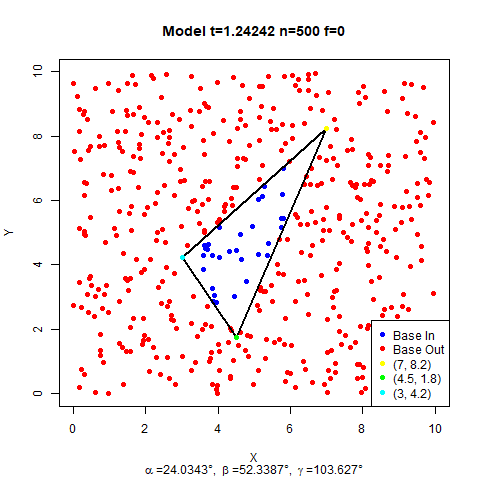 Model t=1.24242 n=500 f=0
Y
10
8
6
4
2
0
Base In
Base Out
(7, 8.2)
(4.5, 1.8)
(3, 4.2)
0 2 4 6 8 10
X
α=24.0343°, β=52.3387°, γ=103.627°